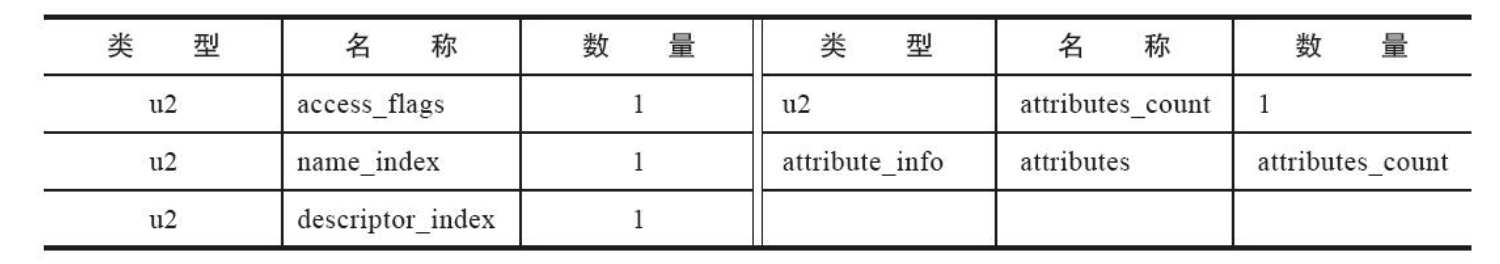 类 型 名 称 数 量 类 型 名 称 数 量
u2 access_flags 1 u2 attributes_count 1
u2 name_index 1 attribute_info attributes attributes_count
u2 descriptor_index 1